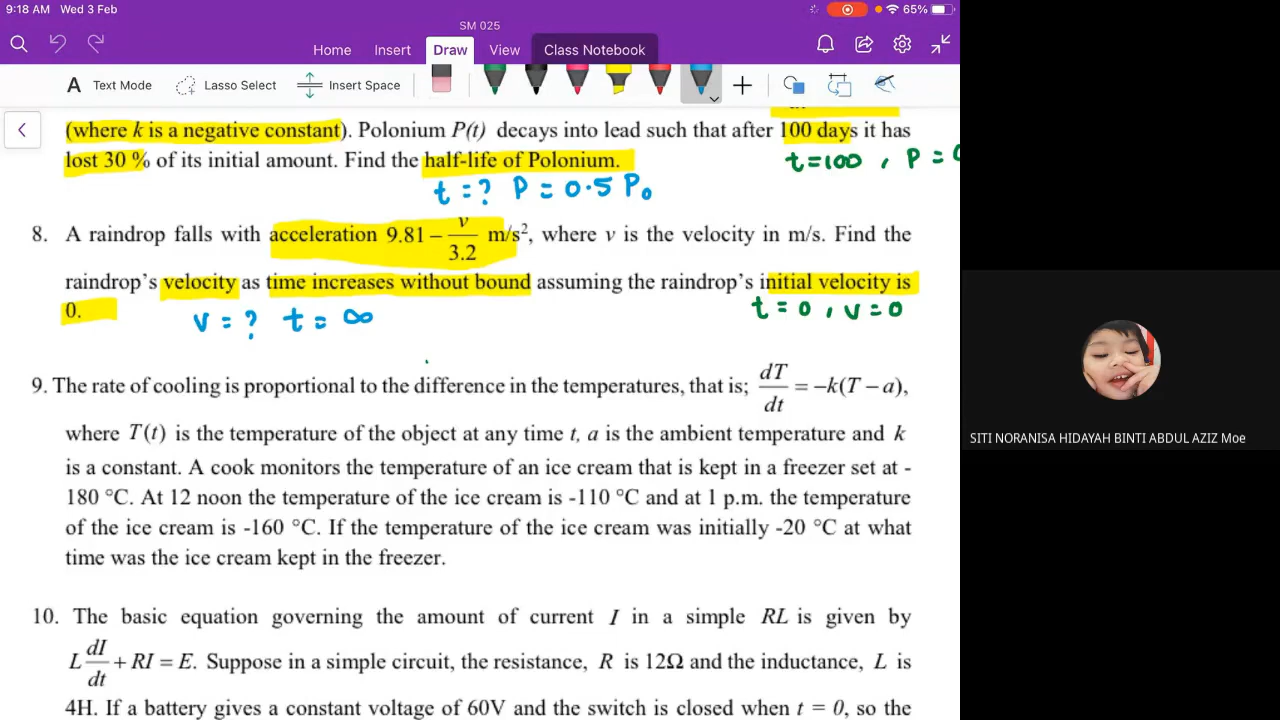 9:18 AM Wed 3 Feb
65%
SM 025
Home Insert Draw View Class Notebook
A Text Mode Lasso Select Insert Space
(where k is a negative constant). Polonium P(t) decays into lead such that after 100 days it has
lost 30 % of its initial amount. Find the half-life of Polonium.
t=100 , P =
t = ? P = 0.5 P₀
8. A raindrop falls with acceleration 9.81 − v/3.2 m/s², where v is the velocity in m/s. Find the
raindrop's velocity as time increases without bound assuming the raindrop's initial velocity is
0.
v = ? t = ∞
t = 0 , v = 0
9. The rate of cooling is proportional to the difference in the temperatures, that is; dT/dt = −k(T − a),
where T(t) is the temperature of the object at any time t, a is the ambient temperature and k
is a constant. A cook monitors the temperature of an ice cream that is kept in a freezer set at -
180 °C. At 12 noon the temperature of the ice cream is -110 °C and at 1 p.m. the temperature
of the ice cream is -160 °C. If the temperature of the ice cream was initially -20 °C at what
time was the ice cream kept in the freezer.
10. The basic equation governing the amount of current I in a simple RL is given by
L dI/dt + RI = E. Suppose in a simple circuit, the resistance, R is 12Ω and the inductance, L is
4H. If a battery gives a constant voltage of 60V and the switch is closed when t = 0, so the
SITI NORANISA HIDAYAH BINTI ABDUL AZIZ Moe